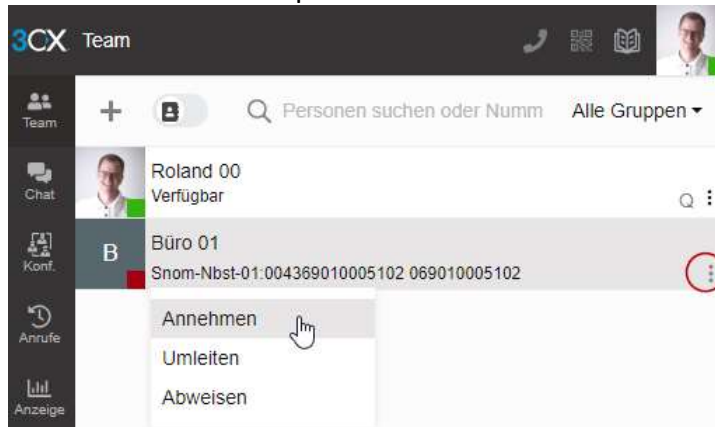 3CX Team
Team
Personen suchen oder Numm
Alle Gruppen
Chat
Roland 00
Verfügbar
Q
Konf.
B
Büro 01
Snom-Nbst-01:004369010005102 069010005102
Anrufe
Annehmen
Umleiten
Abweisen
Anzeige